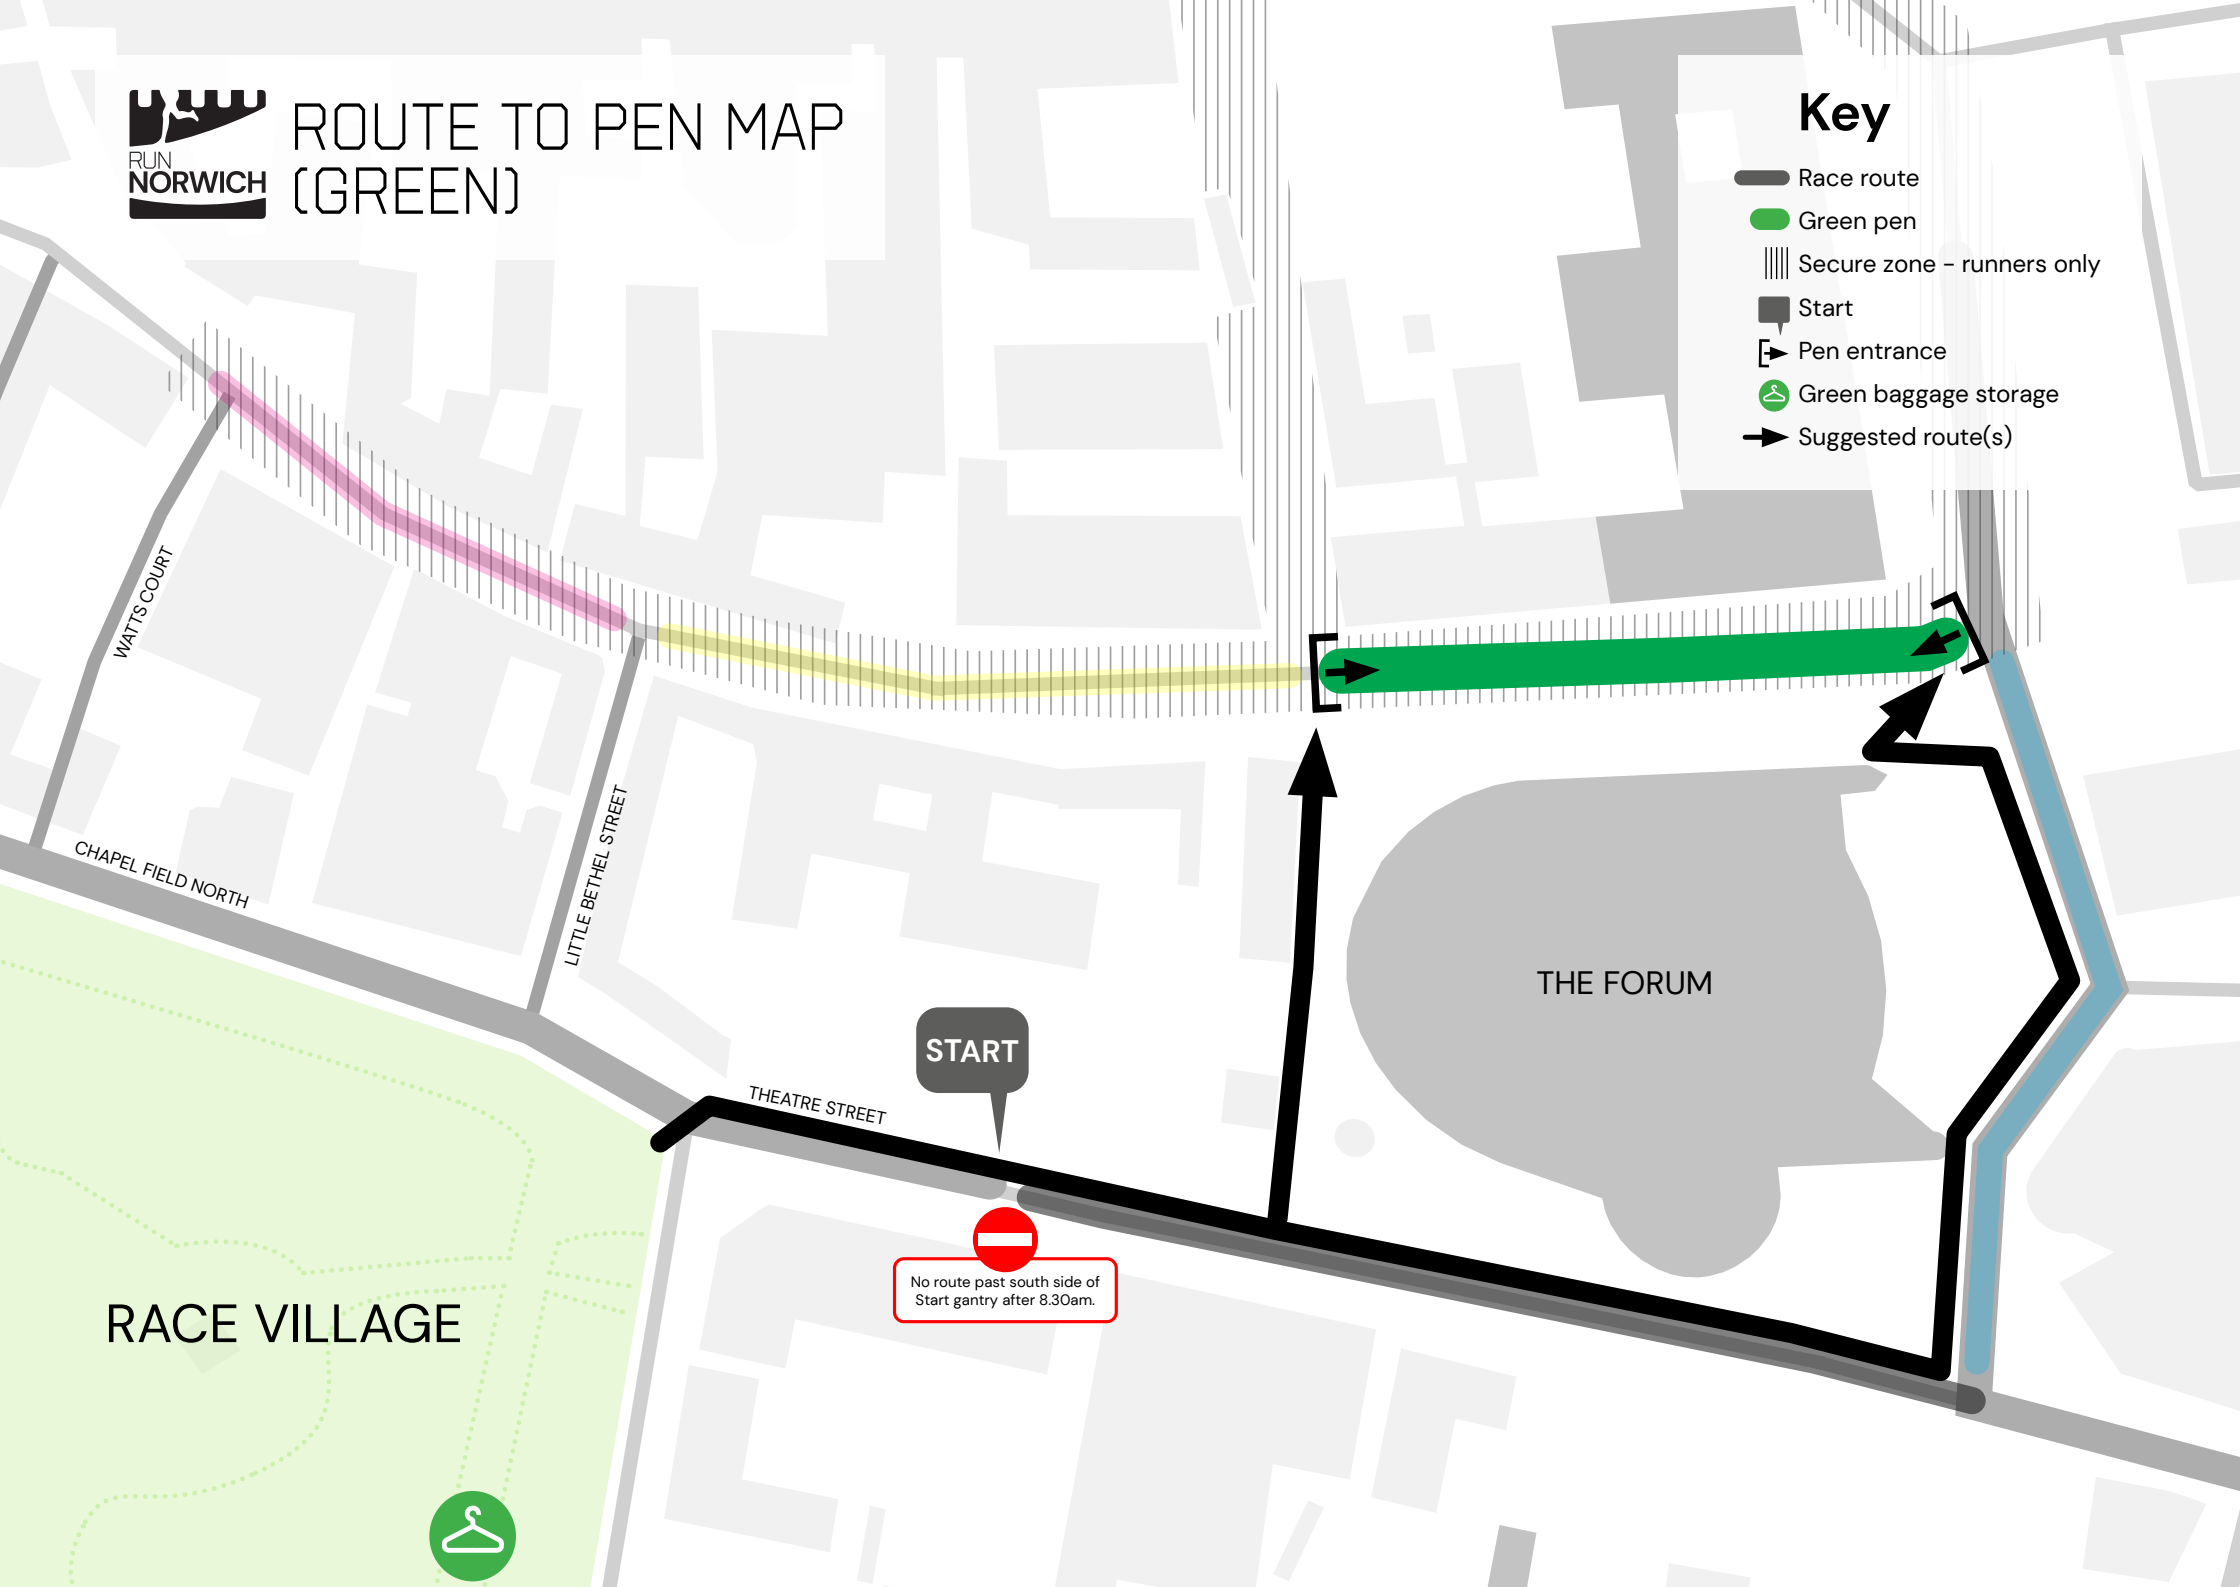 RUN
NORWICH
ROUTE TO PEN MAP
(GREEN)
Key
Race route
Green pen
Secure zone - runners only
Start
Pen entrance
Green baggage storage
Suggested route(s)
WATTS COURT
CHAPEL FIELD NORTH
LITTLE BETHEL STREET
THE FORUM
START
THEATRE STREET
No route past south side of
Start gantry after 8.30am.
RACE VILLAGE